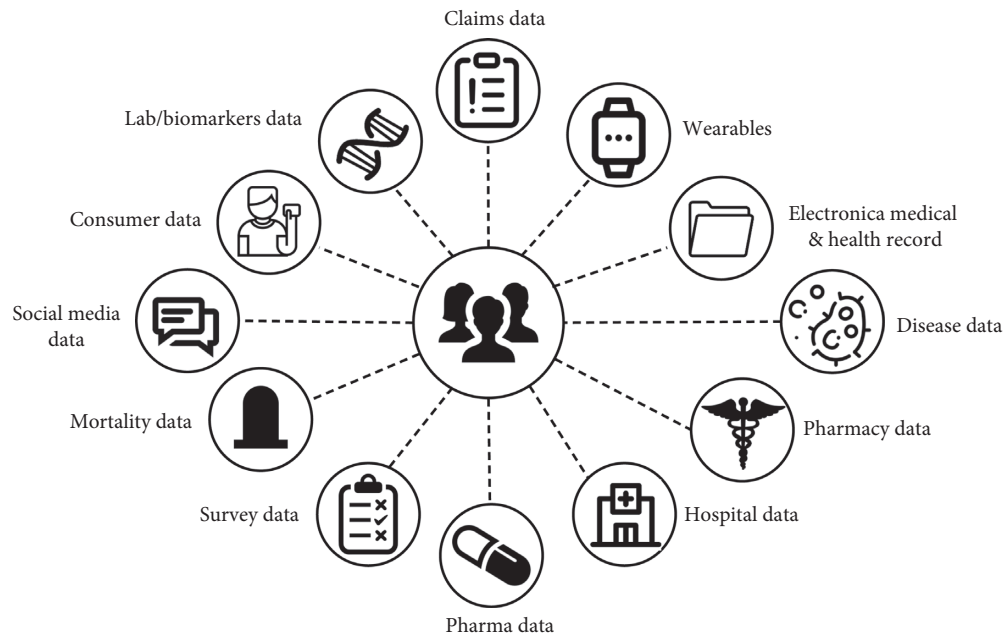 Claims data
Lab/biomarkers data
Wearables
Consumer data
Electronica medical
& health record
Social media
data
Disease data
Mortality data
Pharmacy data
Survey data
Hospital data
Pharma data